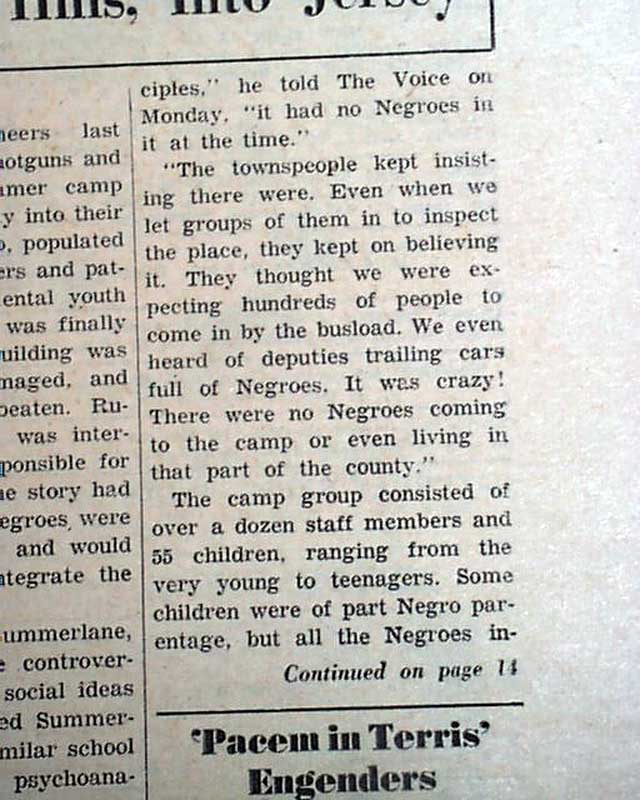 Hills, into Jersey
neers last
hotguns and
mmer camp
y into their
o, populated
ers and pat-
ental youth
was finally
uilding was
maged, and
beaten. Ru-
was inter-
ponsible for
e story had
egroes were
and would
ntegrate the
ummerlane,
e controver-
social ideas
ed Summer-
milar school
psychoana-
ciples," he told The Voice on
Monday, "it had no Negroes in
it at the time."
"The townspeople kept insist-
ing there were. Even when we
let groups of them in to inspect
the place, they kept on believing
it. They thought we were ex-
pecting hundreds of people to
come in by the busload. We even
heard of deputies trailing cars
full of Negroes. It was crazy!
There were no Negroes coming
to the camp or even living in
that part of the county."
The camp group consisted of
over a dozen staff members and
55 children, ranging from the
very young to teenagers. Some
children were of part Negro par-
entage, but all the Negroes in-
Continued on page 14
'Pacem in Terris'
Engenders